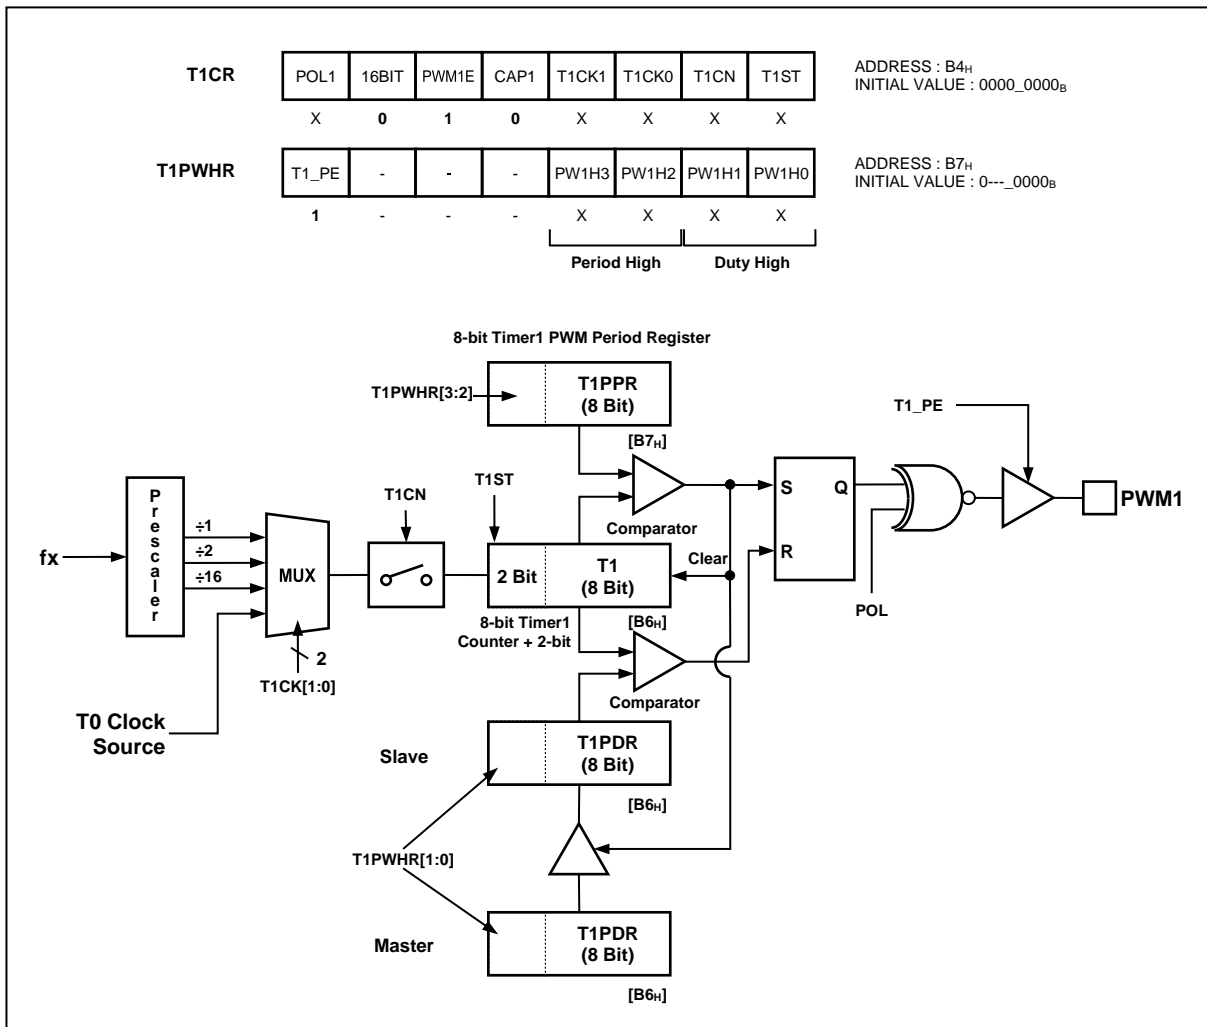 T1CR
POL1 16BIT PWM1E CAP1 T1CK1 T1CK0 T1CN T1ST
ADDRESS : B4H
INITIAL VALUE : 0000_0000B
X 0 1 0 X X X X
T1PWHR
T1_PE - - - PW1H3 PW1H2 PW1H1 PW1H0
ADDRESS : B7H
INITIAL VALUE : 0---_0000B
1 - - - X X X X
Period High Duty High
8-bit Timer1 PWM Period Register
T1PWHR[3:2]
T1PPR
(8 Bit)
[B7H]
T1_PE
Prescaler
fx
÷1
÷2
÷16
MUX
T1CK[1:0]
2
T0 Clock
Source
T1CN
T1ST
2 Bit
T1
(8 Bit)
Comparator
Clear
S Q
R
POL
PWM1
8-bit Timer1
Counter + 2-bit
[B6H]
Comparator
Slave
T1PDR
(8 Bit)
[B6H]
T1PWHR[1:0]
Master
T1PDR
(8 Bit)
[B6H]